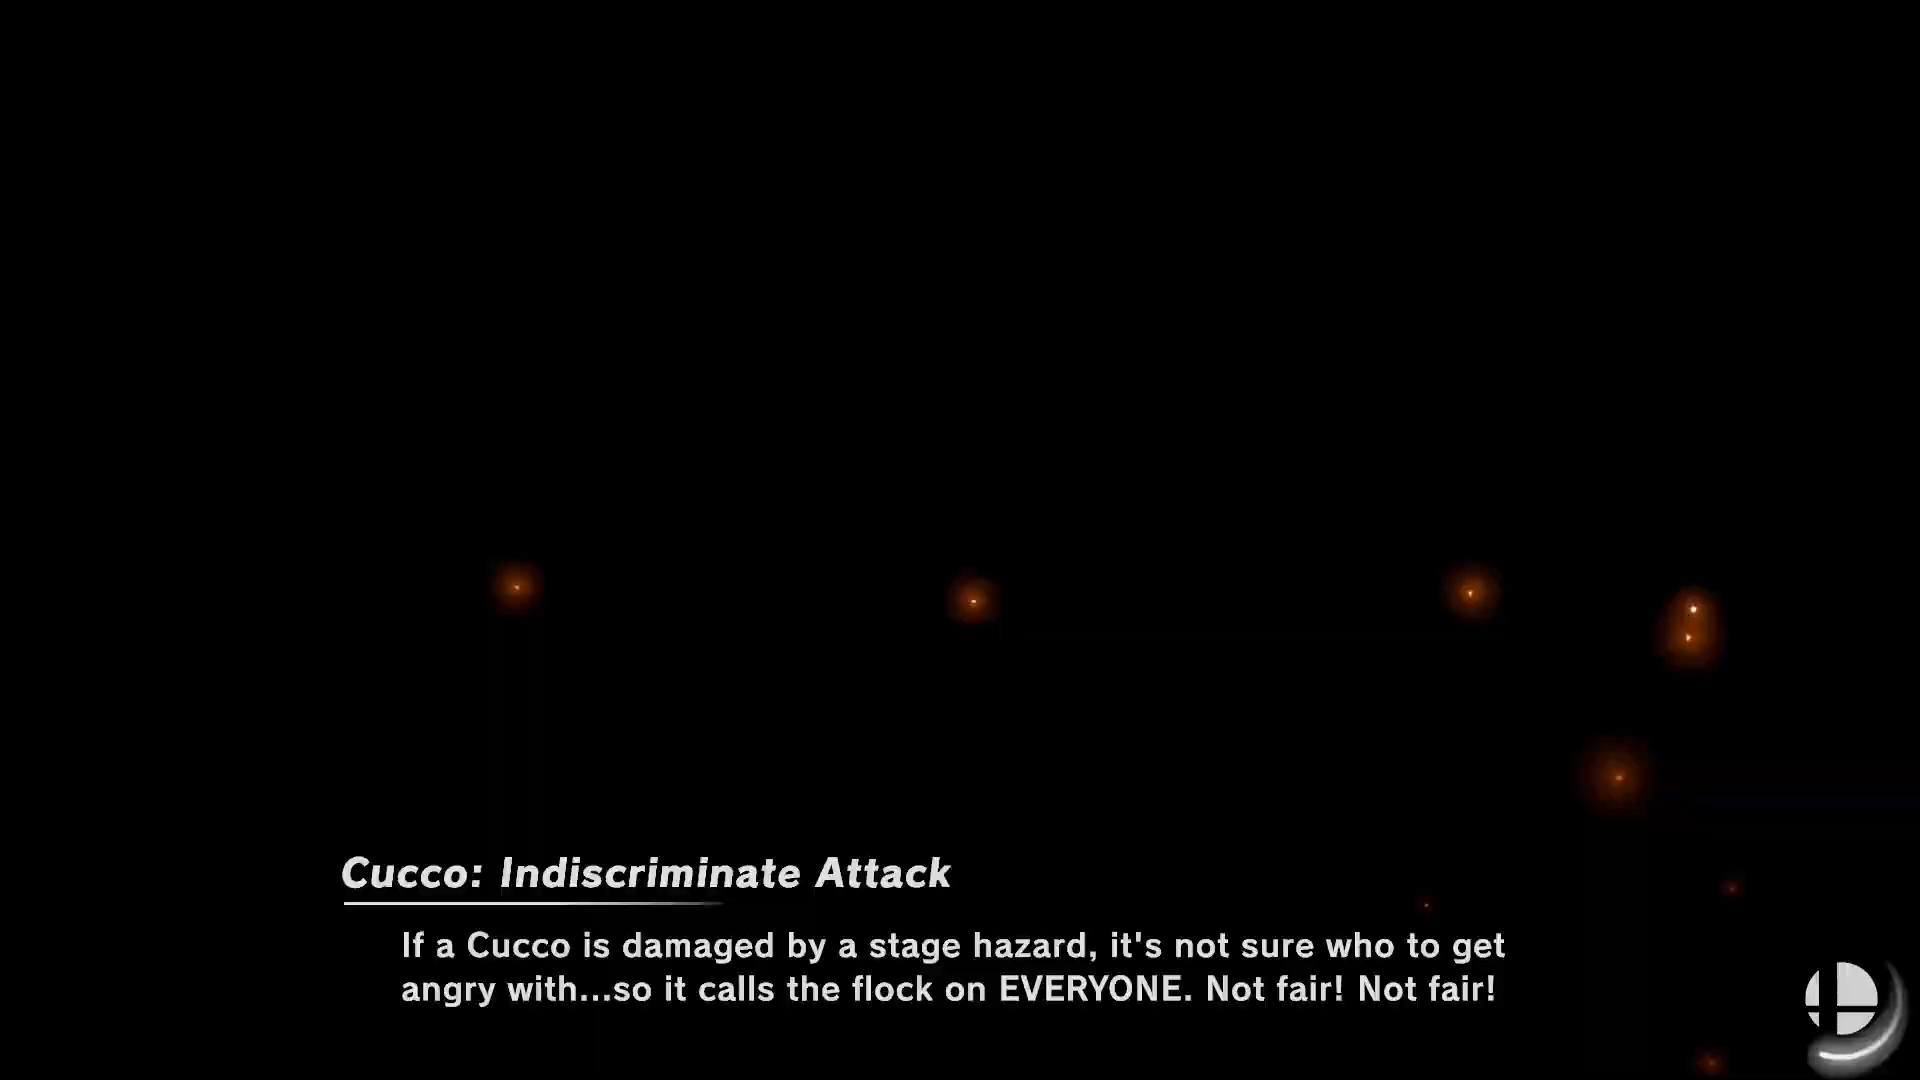 Cucco: Indiscriminate Attack
If a Cucco is damaged by a stage hazard, it's not sure who to get
angry with...so it calls the flock on EVERYONE. Not fair! Not fair!